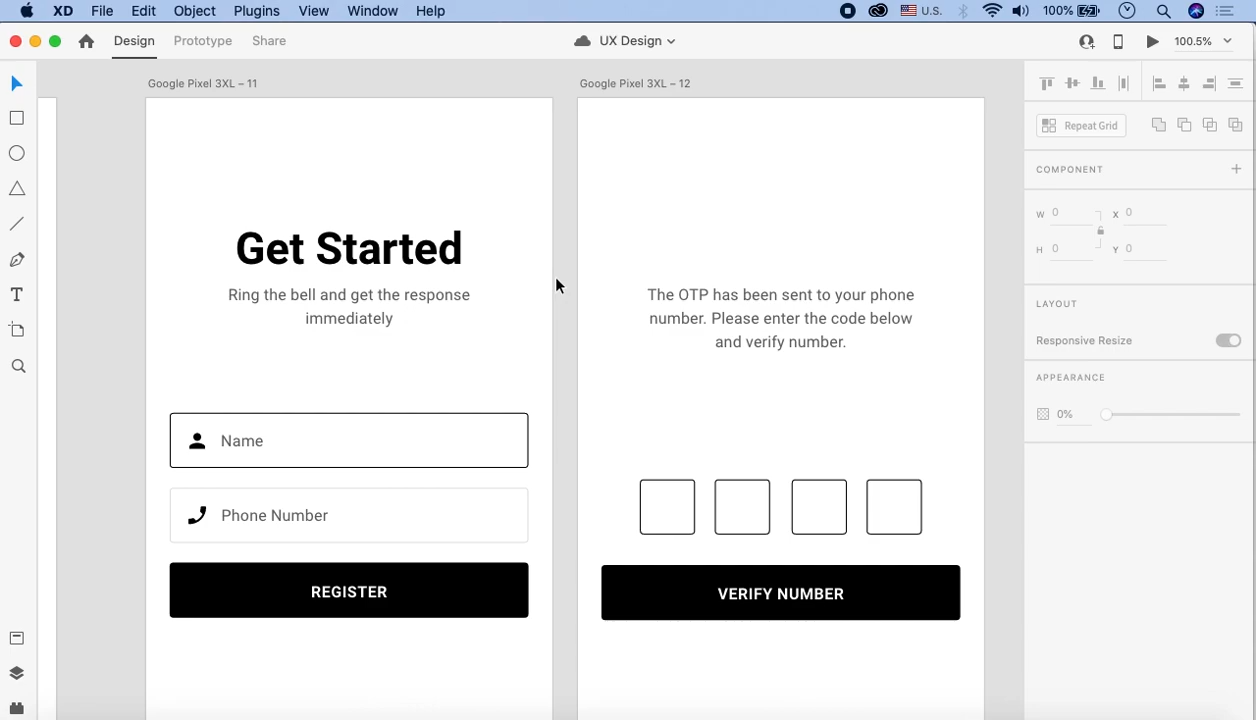 XD File Edit Object Plugins View Window Help U.S. 100%
Design Prototype Share UX Design 100.5%
Google Pixel 3XL – 11
Google Pixel 3XL – 12
Get Started
Ring the bell and get the response
immediately
Name
Phone Number
REGISTER
The OTP has been sent to your phone
number. Please enter the code below
and verify number.
VERIFY NUMBER
Repeat Grid
COMPONENT
W 0 X 0
H 0 Y 0
LAYOUT
Responsive Resize
APPEARANCE
0%